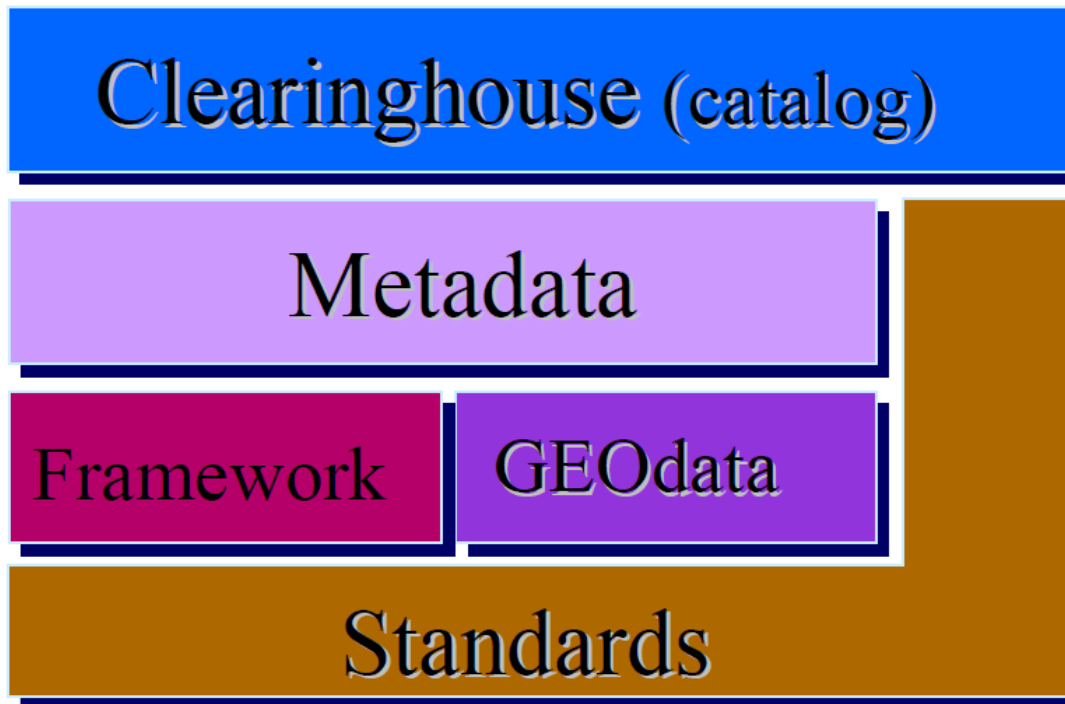 Clearinghouse (catalog)
Metadata
Framework
GEOdata
Standards